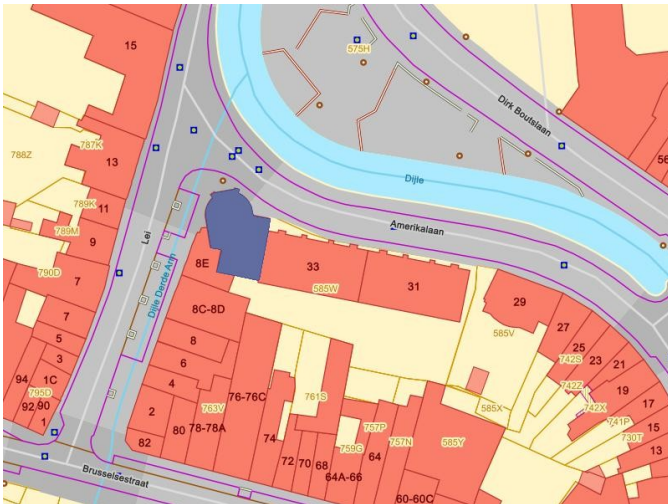 15
575H
Dirk Boutslaan
56
788Z
787K
13
Dijle
789K
11
789M
9
Lei
Amerikalaan
790D
7
8E
33
585W
31
29
Dijle Derde Arm
8C-8D
7
5
3
8
585V
27
25
742S
23
21
94
795D
1C
92
90
1
6
4
76-76C
761S
742Z
19
742X
17
585X
741P
15
730T
13
2
763V
80
78-78A
74
757P
757N
759G
64
585Y
82
72
70
68
64A-66
60-60C
Brusselsestraat